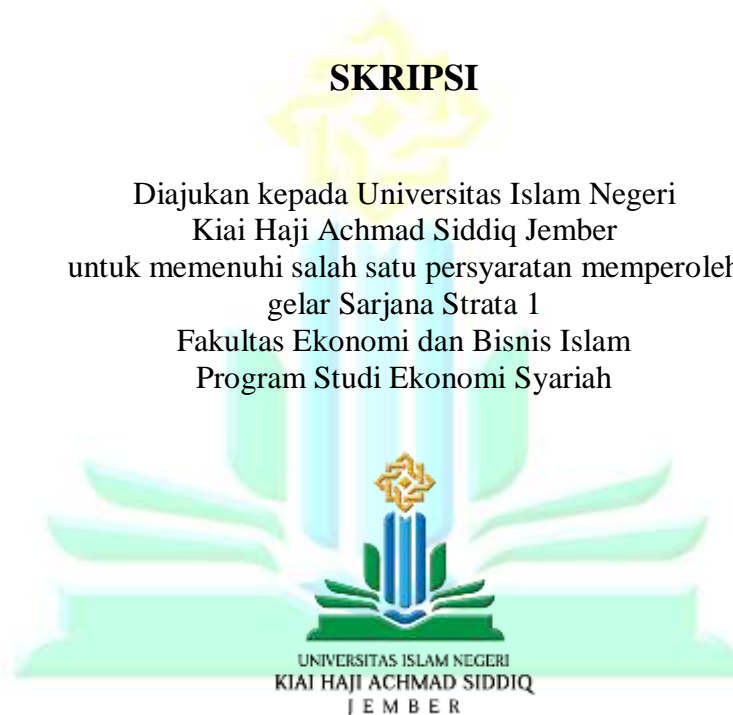 SKRIPSI
Diajukan kepada Universitas Islam Negeri
Kiai Haji Achmad Siddiq Jember
untuk memenuhi salah satu persyaratan memperoleh
gelar Sarjana Strata 1
Fakultas Ekonomi dan Bisnis Islam
Program Studi Ekonomi Syariah
UNIVERSITAS ISLAM NEGERI
KIAI HAJI ACHMAD SIDDIQ
JEMBER